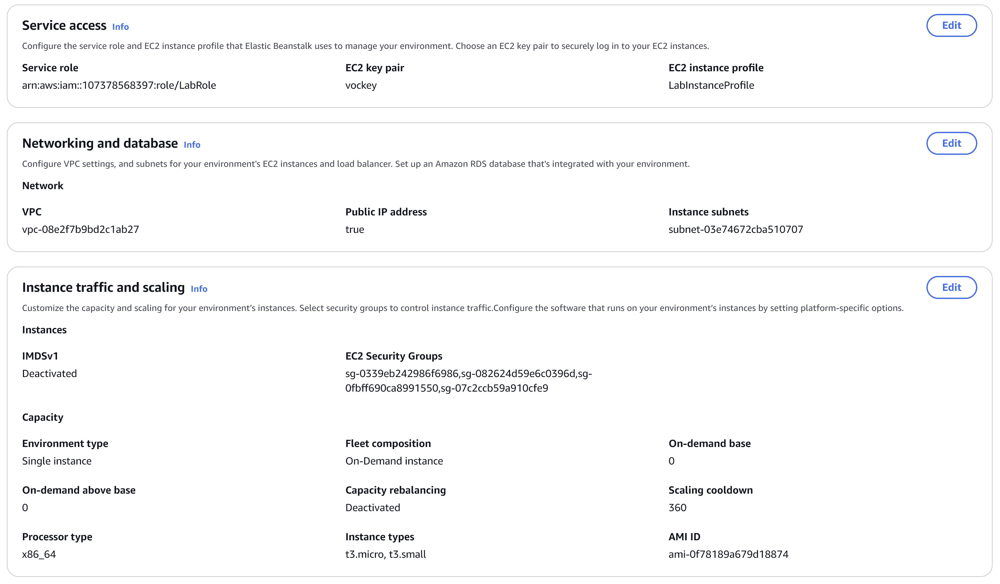 Service access Info
Edit
Configure the service role and EC2 instance profile that Elastic Beanstalk uses to manage your environment. Choose an EC2 key pair to securely log in to your EC2 instances.
Service role
EC2 key pair
EC2 instance profile
arn:aws:iam::107378568397:role/LabRole
vockey
LabInstanceProfile
Networking and database Info
Edit
Configure VPC settings, and subnets for your environment's EC2 instances and load balancer. Set up an Amazon RDS database that's integrated with your environment.
Network
VPC
Public IP address
Instance subnets
vpc-08e2f7b9bd2c1ab27
true
subnet-03e74672cba510707
Instance traffic and scaling Info
Edit
Customize the capacity and scaling for your environment’s instances. Select security groups to control instance traffic.Configure the software that runs on your environment’s instances by setting platform-specific options.
Instances
IMDSv1
EC2 Security Groups
Deactivated
sg-0339eb242986f6986,sg-082624d59e6c0396d,sg-
0fbff690ca8991550,sg-07c2ccb59a910cfe9
Capacity
Environment type
Fleet composition
On-demand base
Single instance
On-Demand instance
0
On-demand above base
Capacity rebalancing
Scaling cooldown
0
Deactivated
360
Processor type
Instance types
AMI ID
x86_64
t3.micro, t3.small
ami-0f78189a679d18874